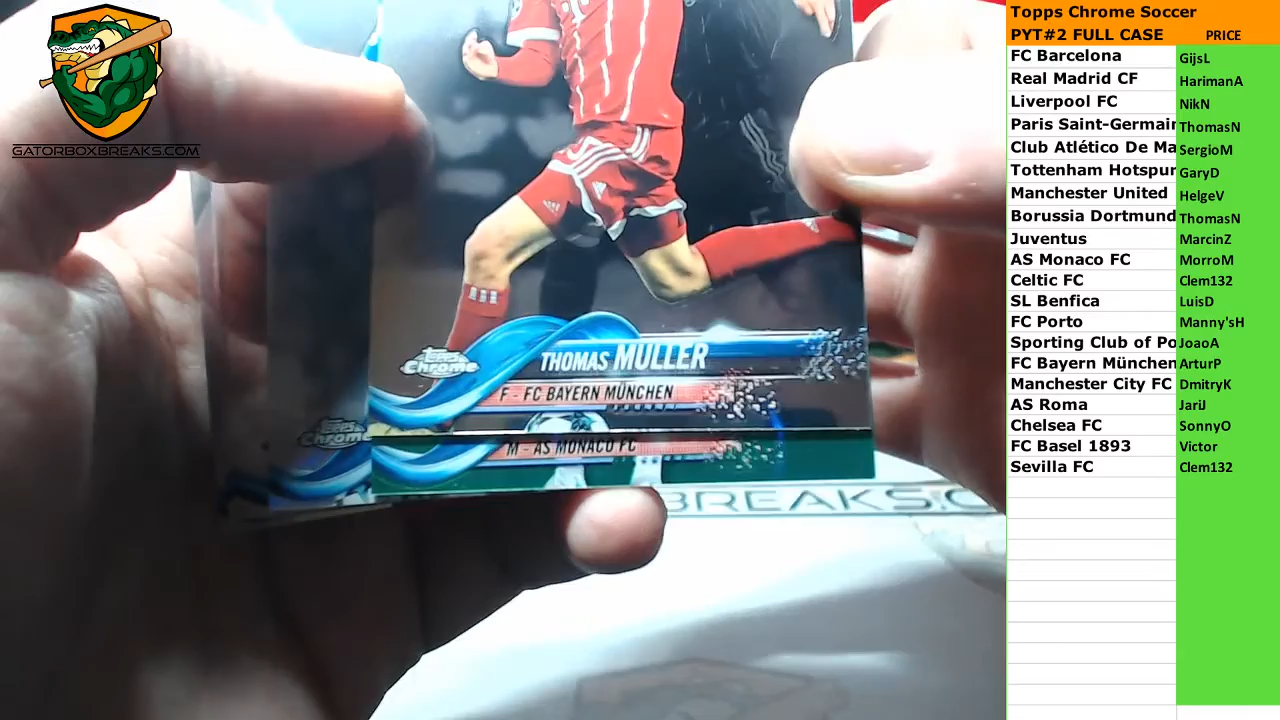 GATORBOXBREAKS.COM
Topps Chrome
THOMAS MULLER
F - FC BAYERN MÜNCHEN
Topps Chrome
M - AS MONACO FC
BREAKS.C
Topps Chrome Soccer
PYT#2 FULL CASE PRICE
FC Barcelona GijsL
Real Madrid CF HarimanA
Liverpool FC NikN
Paris Saint-Germain ThomasN
Club Atlético De Ma SergioM
Tottenham Hotspur GaryD
Manchester United HelgeV
Borussia Dortmund ThomasN
Juventus MarcinZ
AS Monaco FC MorroM
Celtic FC Clem132
SL Benfica LuisD
FC Porto Manny'sH
Sporting Club of Po JoaoA
FC Bayern München ArturP
Manchester City FC DmitryK
AS Roma JariJ
Chelsea FC SonnyO
FC Basel 1893 Victor
Sevilla FC Clem132